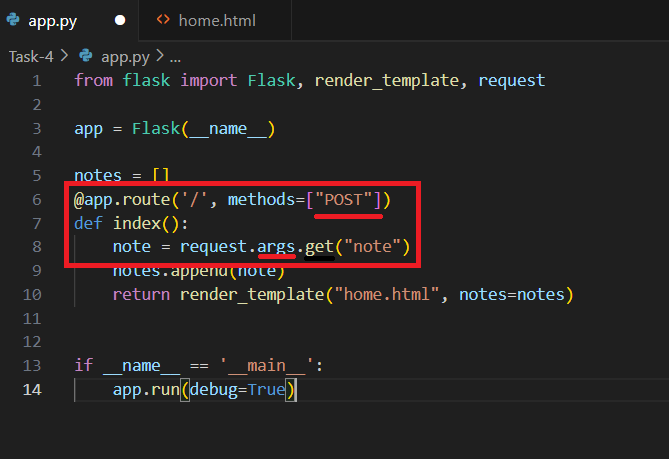 app.py home.html
Task-4 > app.py > ...
1 from flask import Flask, render_template, request
2
3 app = Flask(__name__)
4
5 notes = []
6 @app.route('/', methods=["POST"])
7 def index():
8 note = request.args.get("note")
9 notes.append(note)
10 return render_template("home.html", notes=notes)
11
12
13 if __name__ == '__main__':
14 app.run(debug=True)